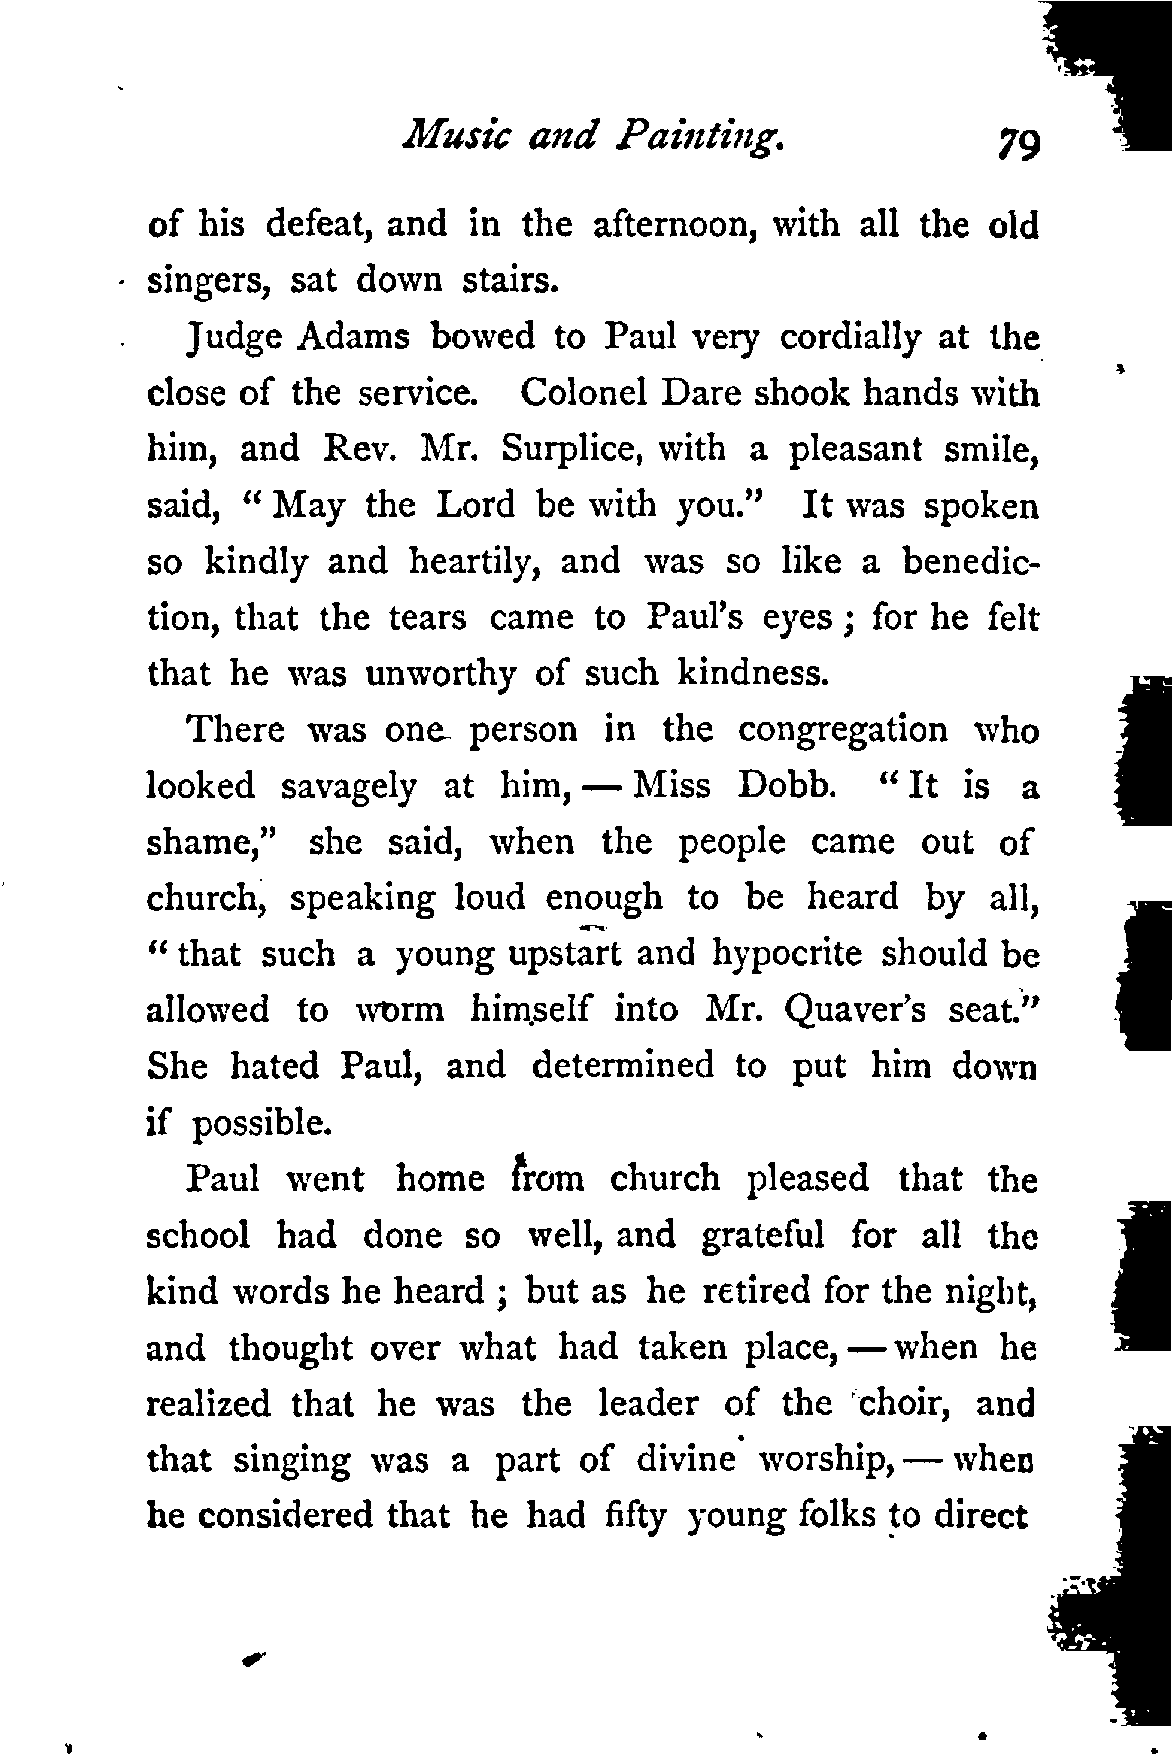 Music and Painting. 79
of his defeat, and in the afternoon, with all the old
singers, sat down stairs.
Judge Adams bowed to Paul very cordially at the
close of the service. Colonel Dare shook hands with
him, and Rev. Mr. Surplice, with a pleasant smile,
said, “ May the Lord be with you.” It was spoken
so kindly and heartily, and was so like a benedic-
tion, that the tears came to Paul’s eyes ; for he felt
that he was unworthy of such kindness.
There was one person in the congregation who
looked savagely at him, — Miss Dobb. “ It is a
shame,” she said, when the people came out of
church, speaking loud enough to be heard by all,
“ that such a young upstart and hypocrite should be
allowed to worm himself into Mr. Quaver’s seat.”
She hated Paul, and determined to put him down
if possible.
Paul went home from church pleased that the
school had done so well, and grateful for all the
kind words he heard ; but as he retired for the night,
and thought over what had taken place, — when he
realized that he was the leader of the choir, and
that singing was a part of divine worship, — when
he considered that he had fifty young folks to direct